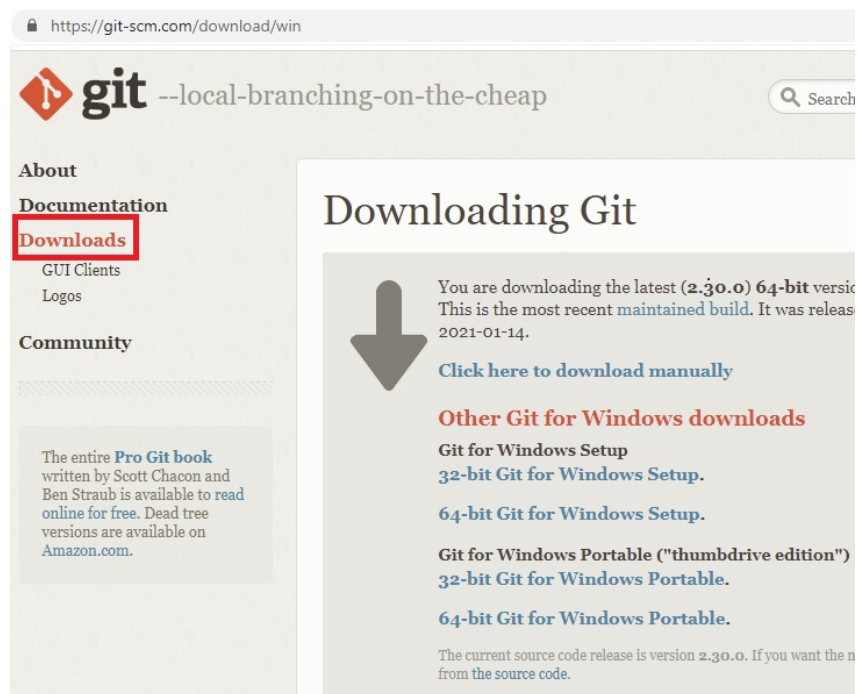 https://git-scm.com/download/win
git --local-branching-on-the-cheap
Search
About
Documentation
Downloads
GUI Clients
Logos
Community
The entire Pro Git book
written by Scott Chacon and
Ben Straub is available to read
online for free. Dead tree
versions are available on
Amazon.com.
Downloading Git
You are downloading the latest (2.30.0) 64-bit versio
This is the most recent maintained build. It was releas
2021-01-14.
Click here to download manually
Other Git for Windows downloads
Git for Windows Setup
32-bit Git for Windows Setup.
64-bit Git for Windows Setup.
Git for Windows Portable ("thumbdrive edition")
32-bit Git for Windows Portable.
64-bit Git for Windows Portable.
The current source code release is version 2.30.0. If you want the n
from the source code.